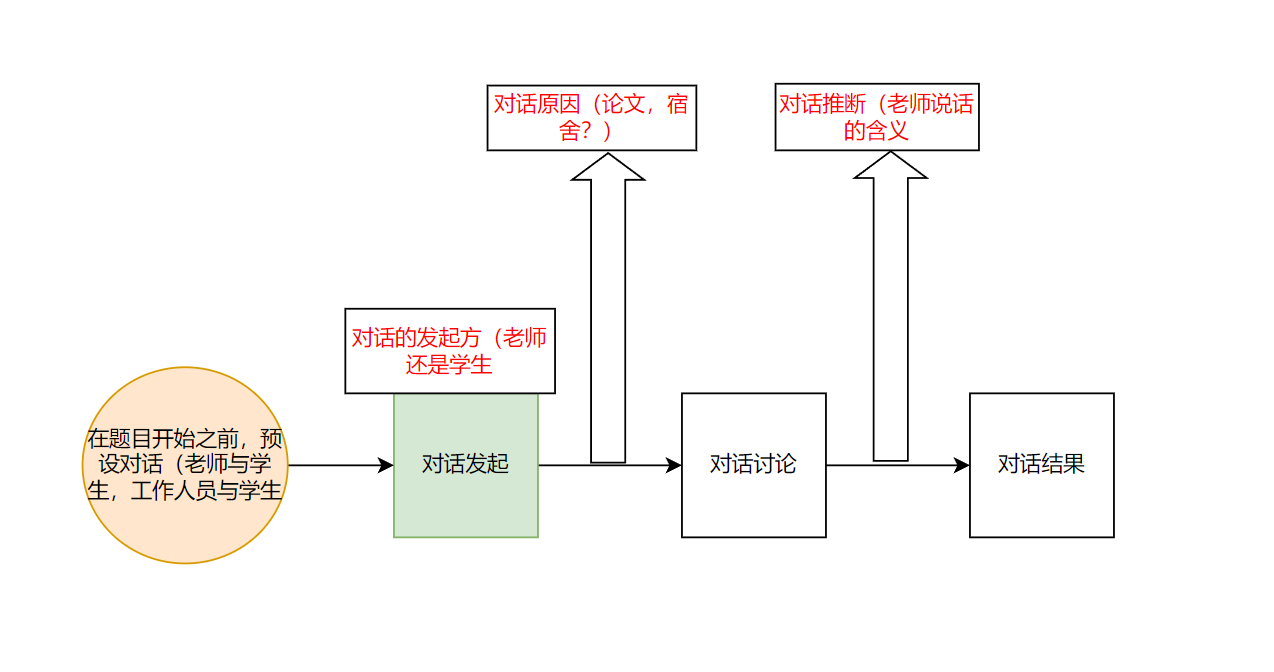 对话原因（论文，宿
舍？）
对话推断（老师说话
的含义
对话的发起方（老师
还是学生
在题目开始之前，预
设对话（老师与学
生，工作人员与学生
对话发起
对话讨论
对话结果